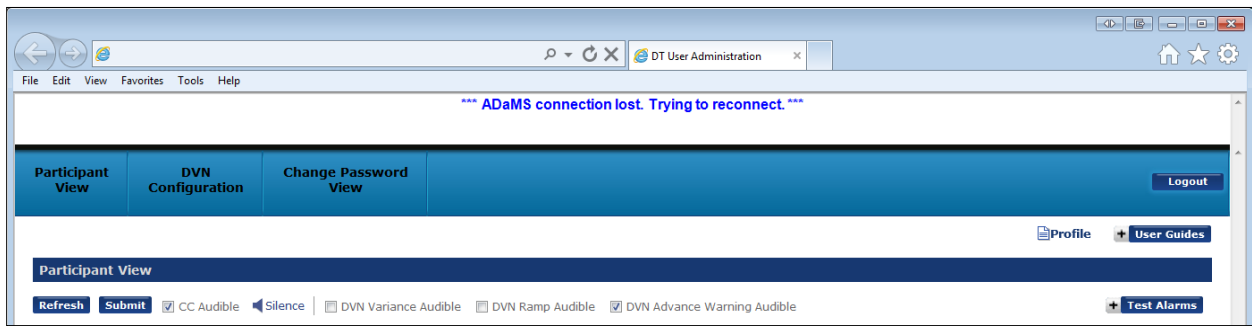 DT User Administration
File Edit View Favorites Tools Help
*** ADaMS connection lost. Trying to reconnect. ***
Participant View DVN Configuration Change Password View Logout
Profile + User Guides
Participant View
Refresh Submit CC Audible Silence DVN Variance Audible DVN Ramp Audible DVN Advance Warning Audible + Test Alarms